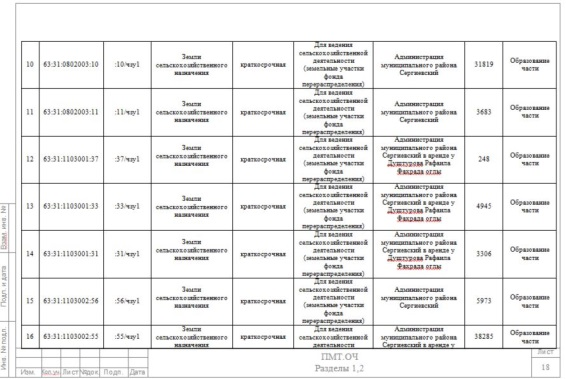 10 63:31:0802003:10 :10/чзу1 Земли сельскохозяйственного назначения краткосрочная Для ведения сельскохозяйственной деятельности (земельные участки фонда перераспределения) Администрация муниципального района Сергиевский 31819 Образование части
11 63:31:0802003:11 :11/чзу1 Земли сельскохозяйственного назначения краткосрочная Для ведения сельскохозяйственной деятельности (земельные участки фонда перераспределения) Администрация муниципального района Сергиевский 3683 Образование части
12 63:31:1103001:37 :37/чзу1 Земли сельскохозяйственного назначения краткосрочная Для ведения сельскохозяйственной деятельности (земельные участки фонда перераспределения) Администрация муниципального района Сергиевский в аренде у Душтурова Рафаила Фахрада оглы 248 Образование части
13 63:31:1103001:33 :33/чзу1 Земли сельскохозяйственного назначения краткосрочная Для ведения сельскохозяйственной деятельности (земельные участки фонда перераспределения) Администрация муниципального района Сергиевский в аренде у Душтурова Рафаила Фахрада оглы 4945 Образование части
14 63:31:1103001:31 :31/чзу1 Земли сельскохозяйственного назначения краткосрочная Для ведения сельскохозяйственной деятельности (земельные участки фонда перераспределения) Администрация муниципального района Сергиевский в аренде у Душтурова Рафаила Фахрада оглы 3306 Образование части
15 63:31:1103002:56 :56/чзу1 Земли сельскохозяйственного назначения краткосрочная Для ведения сельскохозяйственной деятельности (земельные участки фонда перераспределения) Администрация муниципального района Сергиевский 5973 Образование части
16 63:31:1103002:55 :55/чзу1 Земли сельскохозяйственного краткосрочная Для ведения сельскохозяйственной Администрация муниципального района Сергиевский в аренде у 38285 Образование части
Взам. инв. №
Подп. и дата
Инв. № подл.
Изм. Кол.уч. Лист №док. Подп. Дата
ПМТ.ОЧ
Разделы 1,2
Лист
18